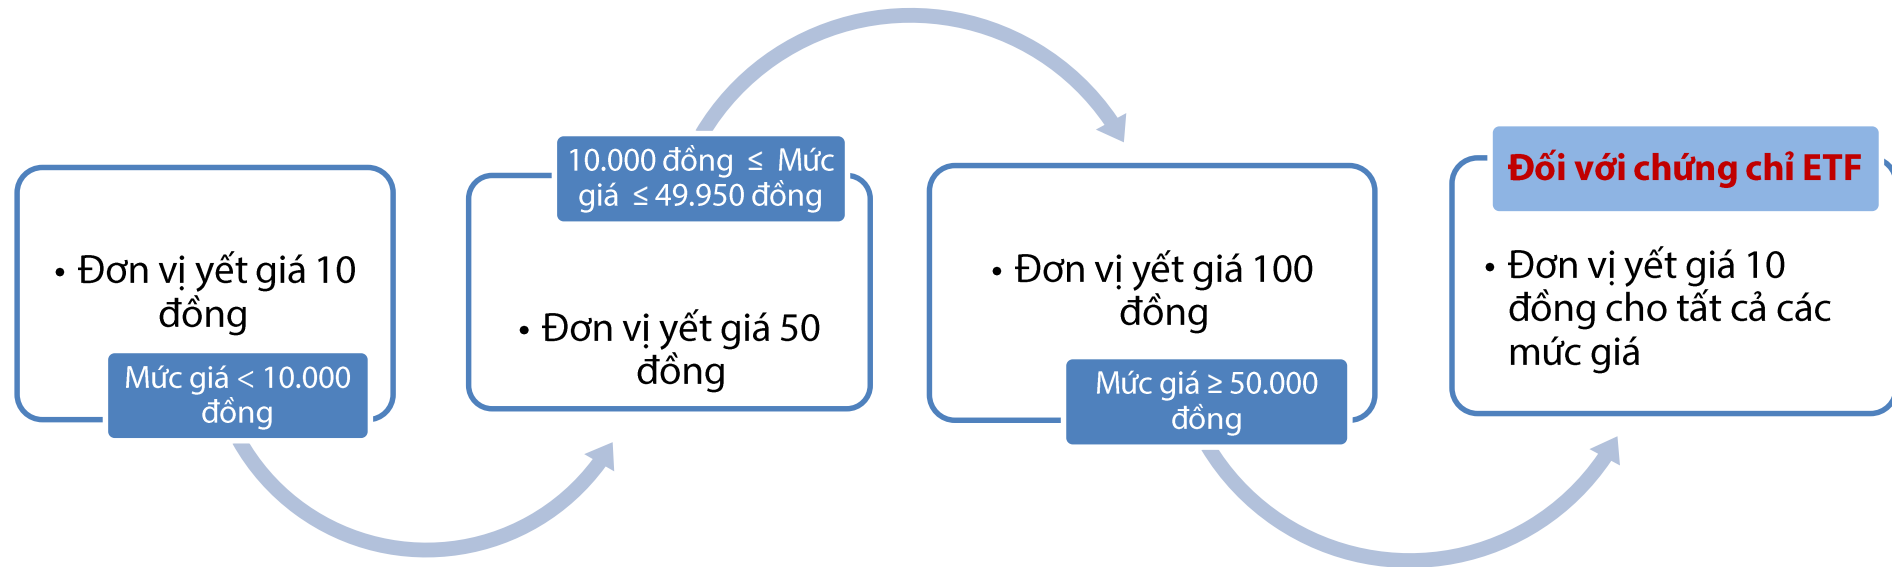 • Đơn vị yết giá 10
đồng
Mức giá < 10.000
đồng
10.000 đồng ≤ Mức
giá ≤ 49.950 đồng
• Đơn vị yết giá 50
đồng
• Đơn vị yết giá 100
đồng
Mức giá ≥ 50.000
đồng
Đối với chứng chỉ ETF
• Đơn vị yết giá 10
đồng cho tất cả các
mức giá